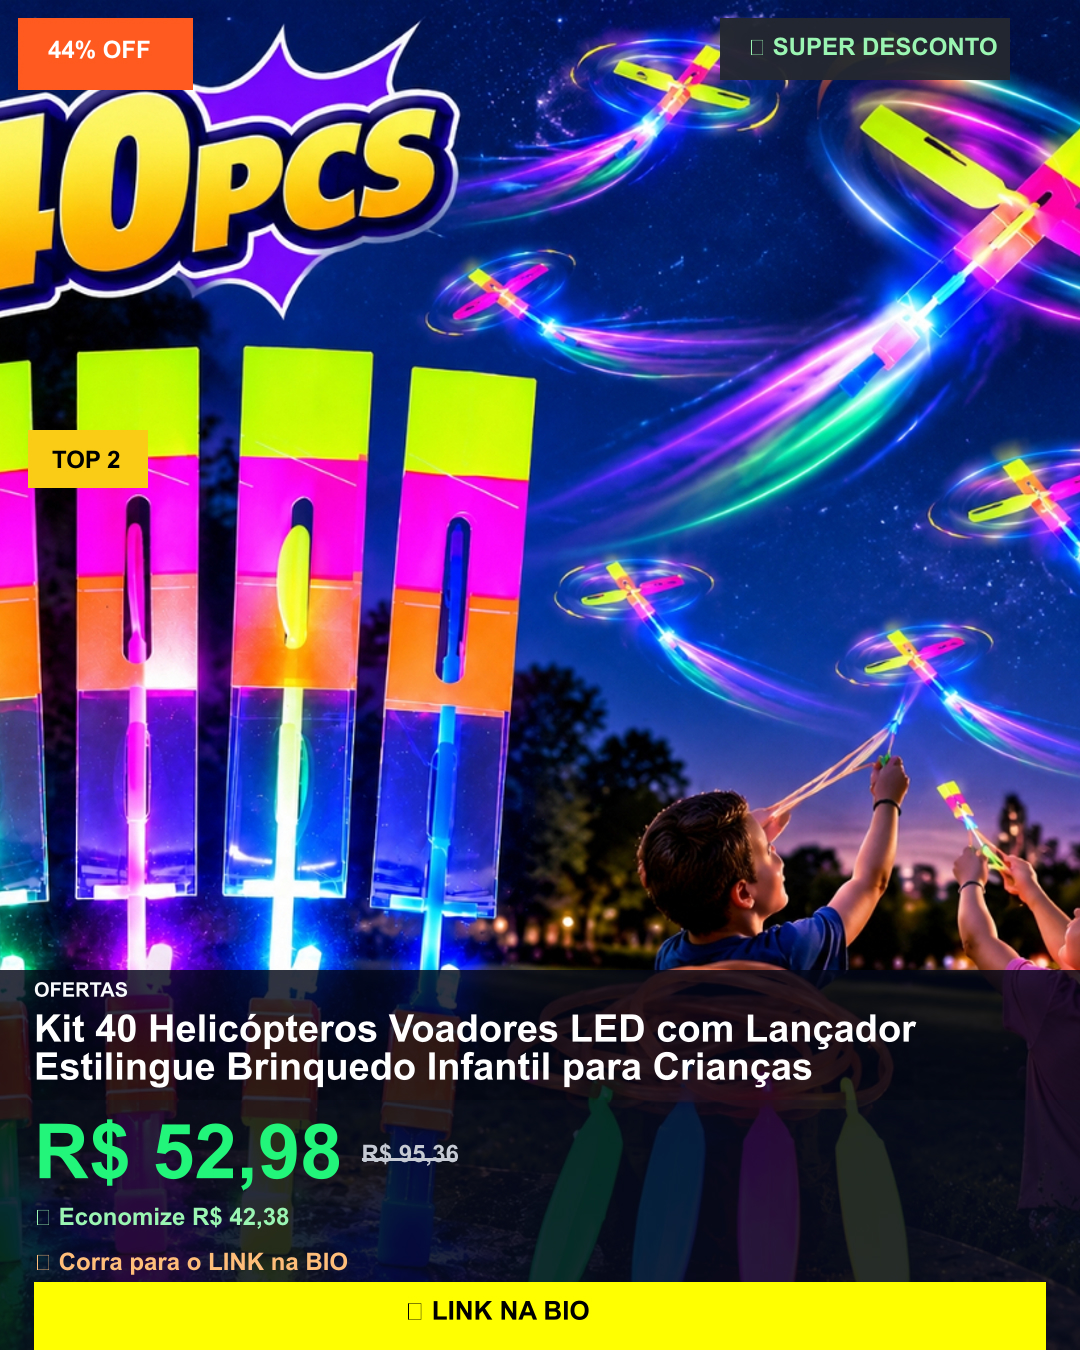 44% OFF
SUPER DESCONTO
40PCS
TOP 2
OFERTAS
Kit 40 Helicópteros Voadores LED com Lançador
Estilingue Brinquedo Infantil para Crianças
R$ 52,98 R$ 95,36
Economize R$ 42,38
Corra para o LINK na BIO
LINK NA BIO